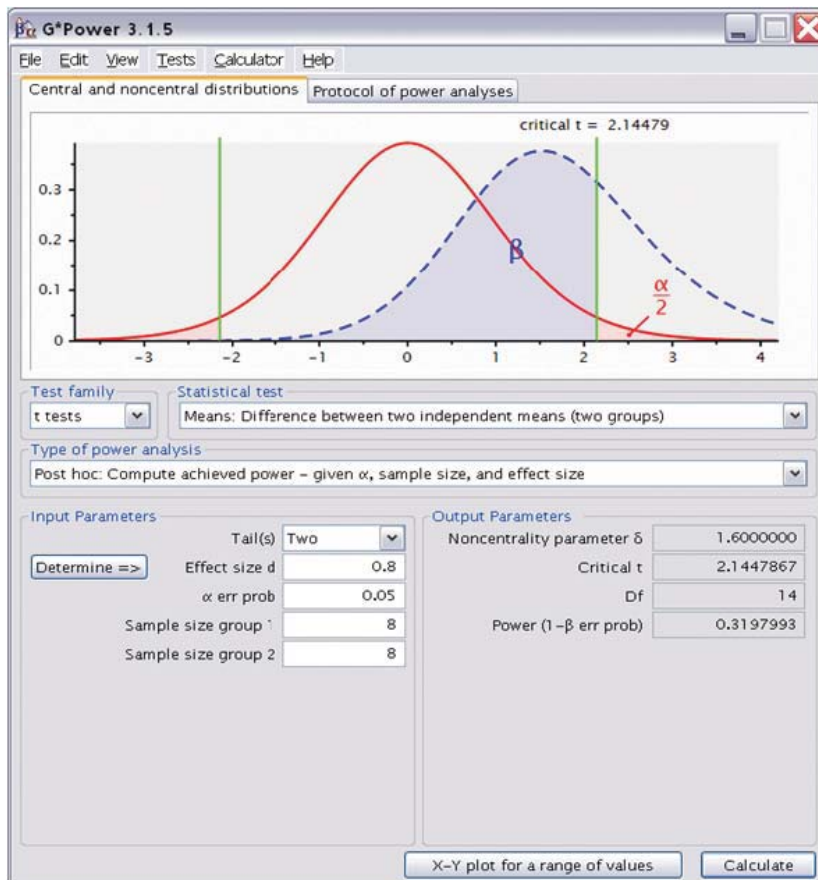 βα G*Power 3.1.5
File Edit View Tests Calculator Help
Central and noncentral distributions Protocol of power analyses
critical t = 2.14479
0.3
0.2
0.1
0
β
α
2
-3 -2 -1 0 1 2 3 4
Test family Statistical test
t tests Means: Difference between two independent means (two groups)
Type of power analysis
Post hoc: Compute achieved power – given α, sample size, and effect size
Input Parameters Output Parameters
Tail(s) Two Noncentrality parameter δ 1.6000000
Determine => Effect size d 0.8 Critical t 2.1447867
α err prob 0.05 Df 14
Sample size group 1 8 Power (1-β err prob) 0.3197993
Sample size group 2 8
X-Y plot for a range of values Calculate